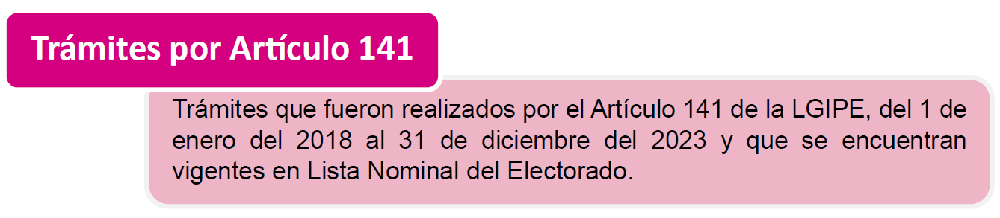 Trámites por Artículo 141
Trámites que fueron realizados por el Artículo 141 de la LGIPE, del 1 de
enero del 2018 al 31 de diciembre del 2023 y que se encuentran
vigentes en Lista Nominal del Electorado.